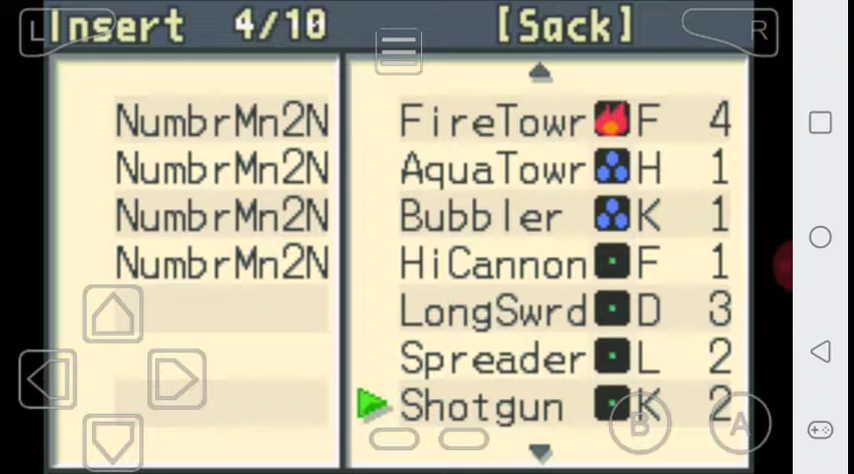 L Insert 4/10 [Sack] R
NumbrMn2N
NumbrMn2N
NumbrMn2N
NumbrMn2N
FireTowr F 4
AquaTowr H 1
Bubbler K 1
HiCannon F 1
LongSwrd D 3
Spreader L 2
Shotgun K 2
B A